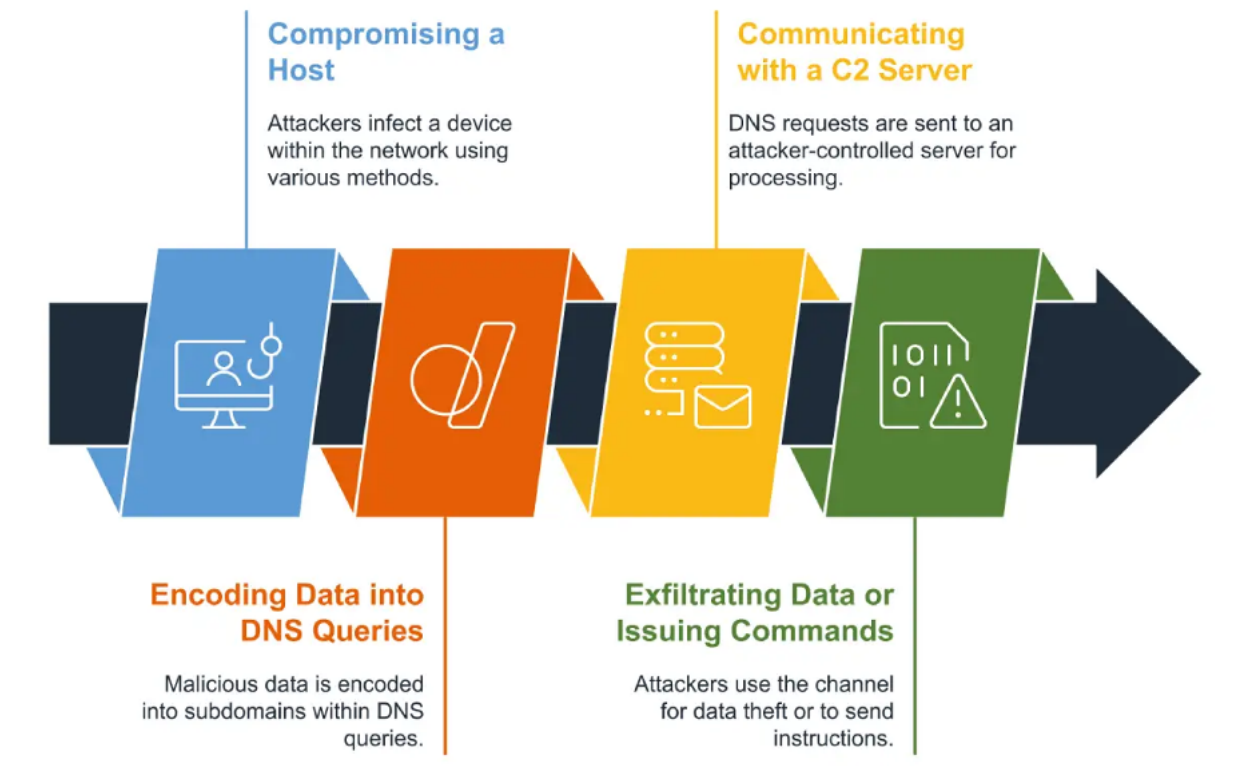 Compromising a
Host
Attackers infect a device
within the network using
various methods.
Encoding Data into
DNS Queries
Malicious data is encoded
into subdomains within DNS
queries.
Communicating
with a C2 Server
DNS requests are sent to an
attacker-controlled server for
processing.
Exfiltrating Data or
Issuing Commands
Attackers use the channel
for data theft or to send
instructions.
1011
01